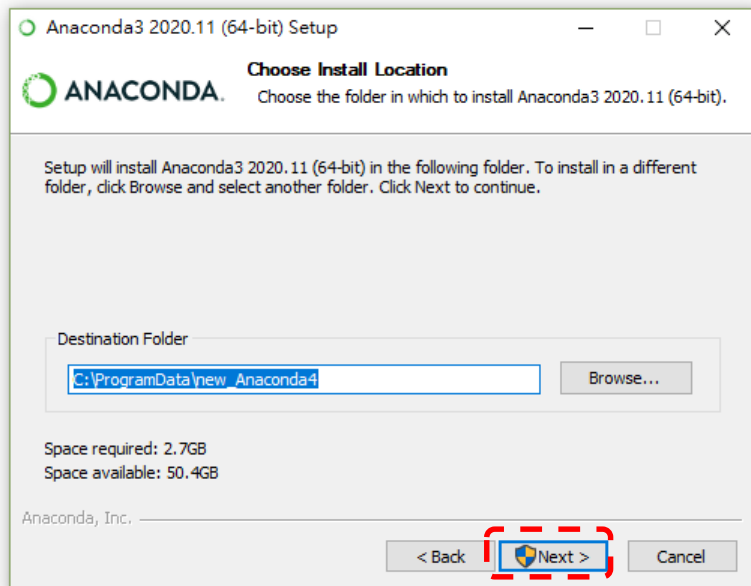 Anaconda3 2020.11 (64-bit) Setup
ANACONDA.
Choose Install Location
Choose the folder in which to install Anaconda3 2020.11 (64-bit).
Setup will install Anaconda3 2020.11 (64-bit) in the following folder. To install in a different
folder, click Browse and select another folder. Click Next to continue.
Destination Folder
C:\ProgramData\new_Anaconda4
Browse...
Space required: 2.7GB
Space available: 50.4GB
Anaconda, Inc.
< Back
Next >
Cancel